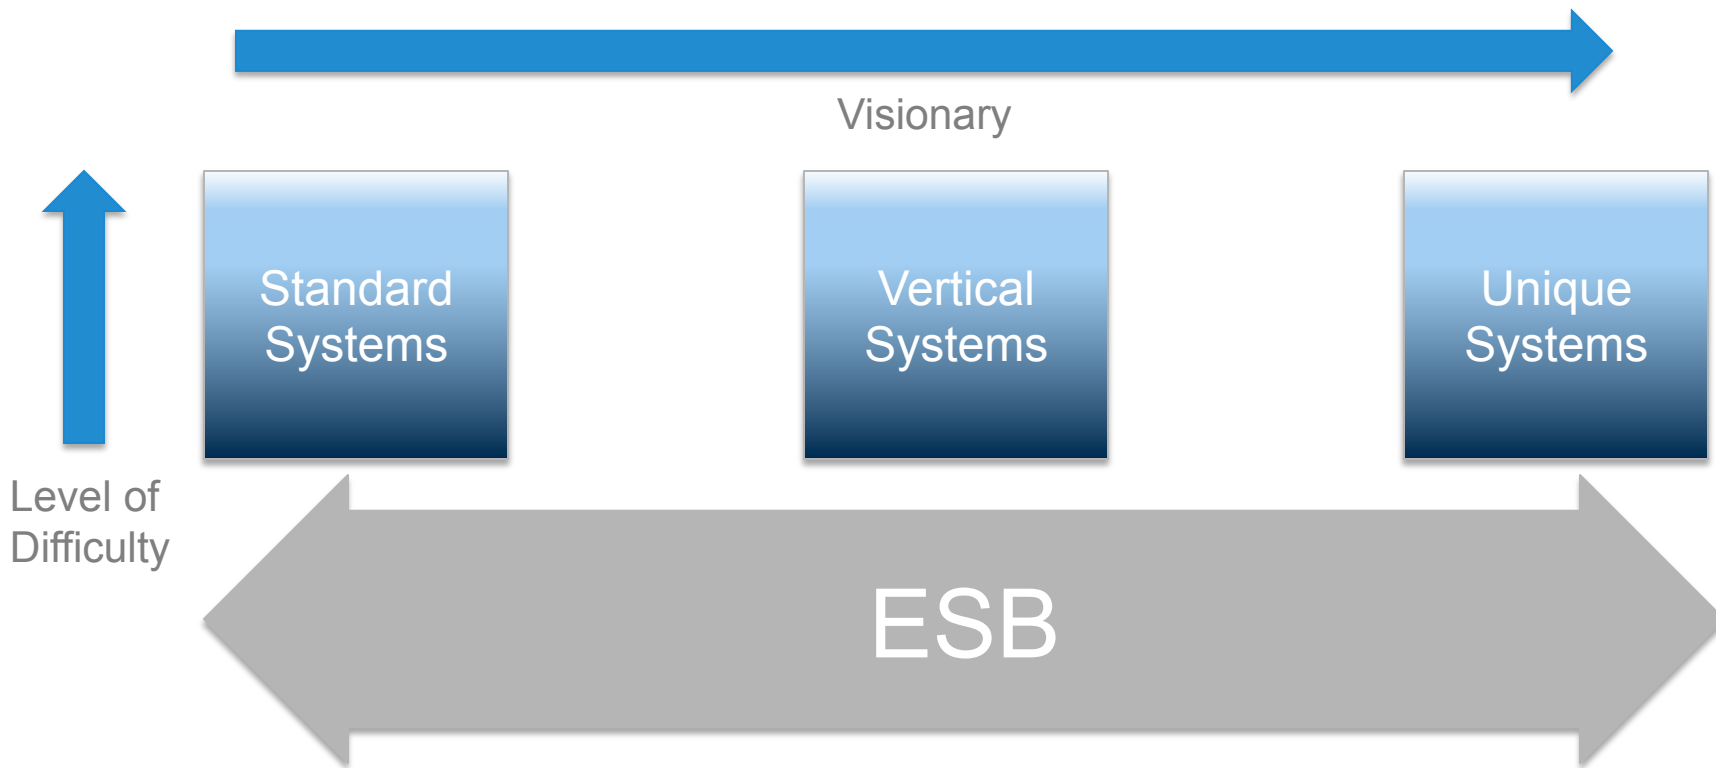 Visionary
Standard
Systems
Vertical
Systems
Unique
Systems
Level of
Difficulty
ESB